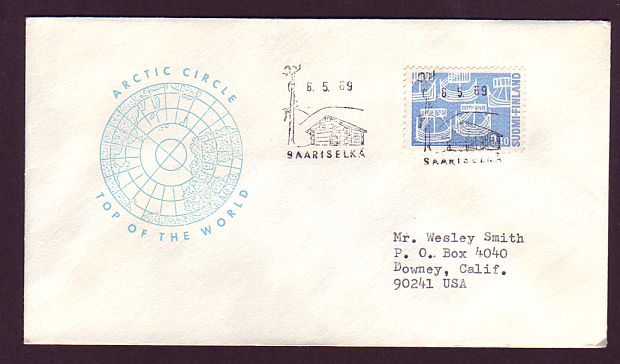 ARCTIC CIRCLE
TOP OF THE WORLD
6. 5. 69
SAARISELKÄ
6. 5. 69
SUOMI-FINLAND
SAARISELKÄ
Mr. Wesley Smith
P. O. Box 4040
Downey, Calif.
90241 USA